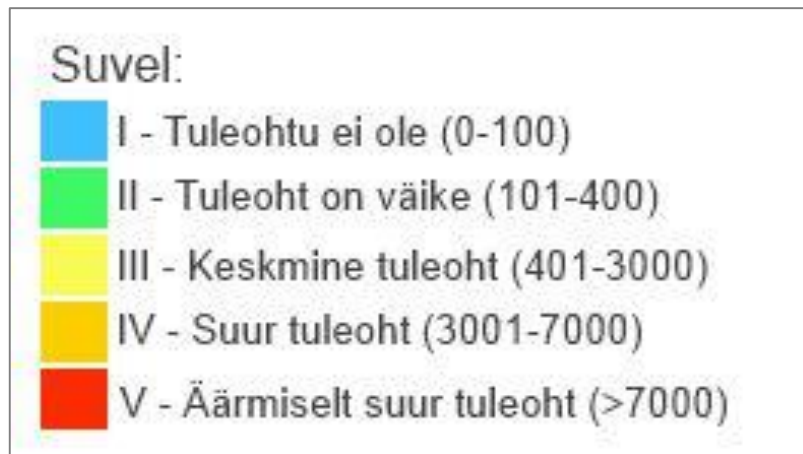 Suvel:
I - Tuleohtu ei ole (0-100)
II - Tuleoht on väike (101-400)
III - Keskmine tuleoht (401-3000)
IV - Suur tuleoht (3001-7000)
V - Äärmiselt suur tuleoht (>7000)